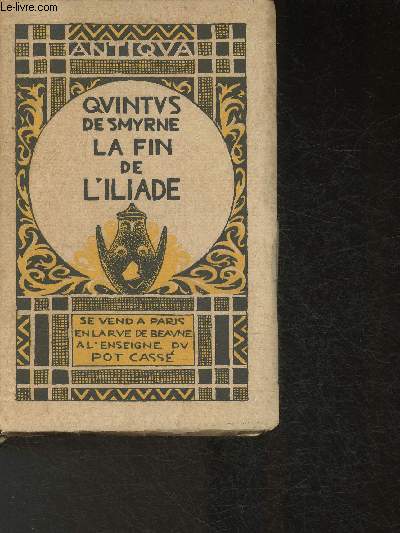 Le-livre.com
ANTIQVA
QVINTVS
DE SMYRNE
LA FIN
DE
L'ILIADE
SE VEND A PARIS
EN LA RVE DE BEAVNE
A L'ENSEIGNE DV
POT CASSÉ